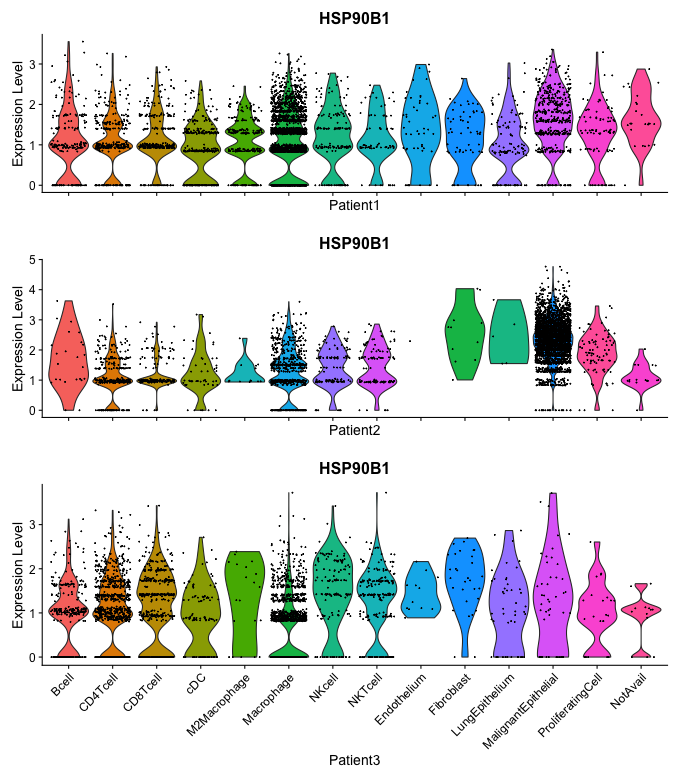 HSP90B1
Expression Level
3
2
1
0
Patient1
HSP90B1
Expression Level
5
4
3
2
1
0
Patient2
HSP90B1
Expression Level
3
2
1
0
Bcell
CD4Tcell
CD8Tcell
cDC
M2Macrophage
Macrophage
NKcell
NKTcell
Endothelium
Fibroblast
LungEpithelium
MalignantEpithelial
ProliferatingCell
NotAvail
Patient3